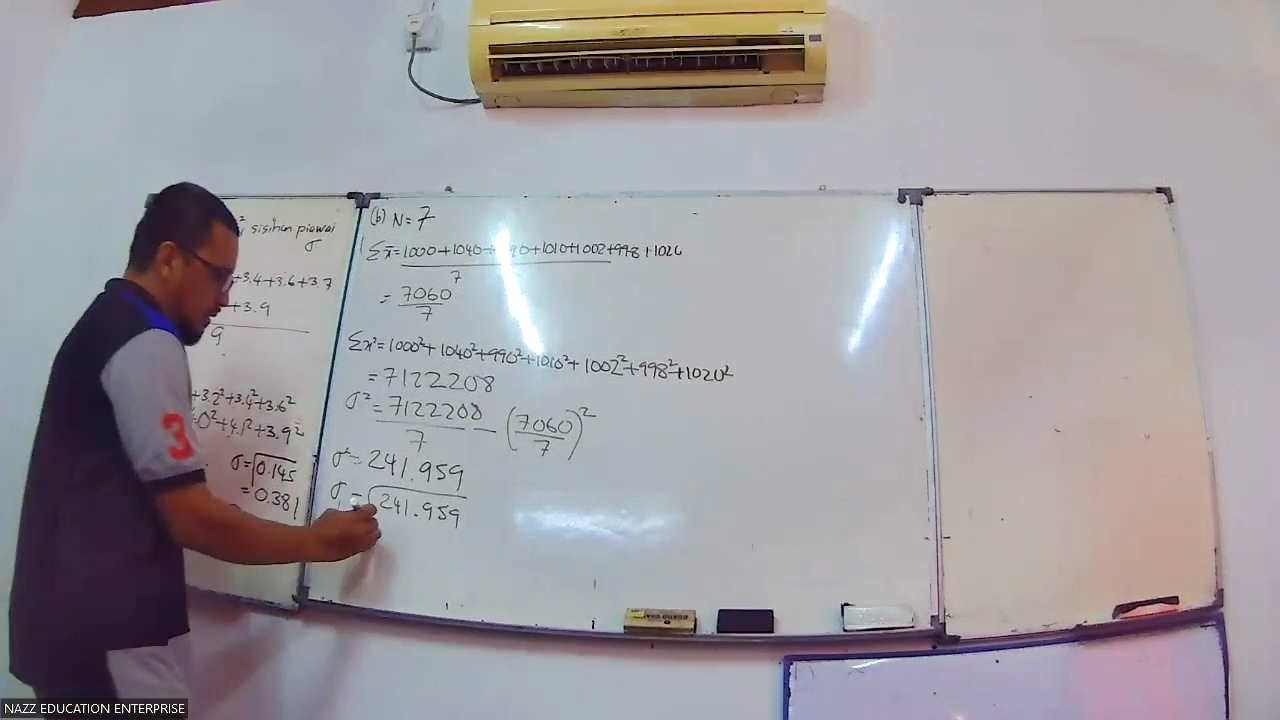 sisihan piawai
σ
+3.4+3.6+3.7
+3.9
9
+3.2²+3.4²+3.6²
+4.1²+3.9²
σ=√0.145
=0.381
(b) N=7
Σx̄=1000+1040+990+1010+1002+998+1020
7
= 7060
7
Σx²=1000²+1040²+990²+1010²+1002²+998²+1020²
=7122208
σ²=7122208 − (7060)²
7 7
σ²=241.959
σ=√241.959
3
NAZZ EDUCATION ENTERPRISE